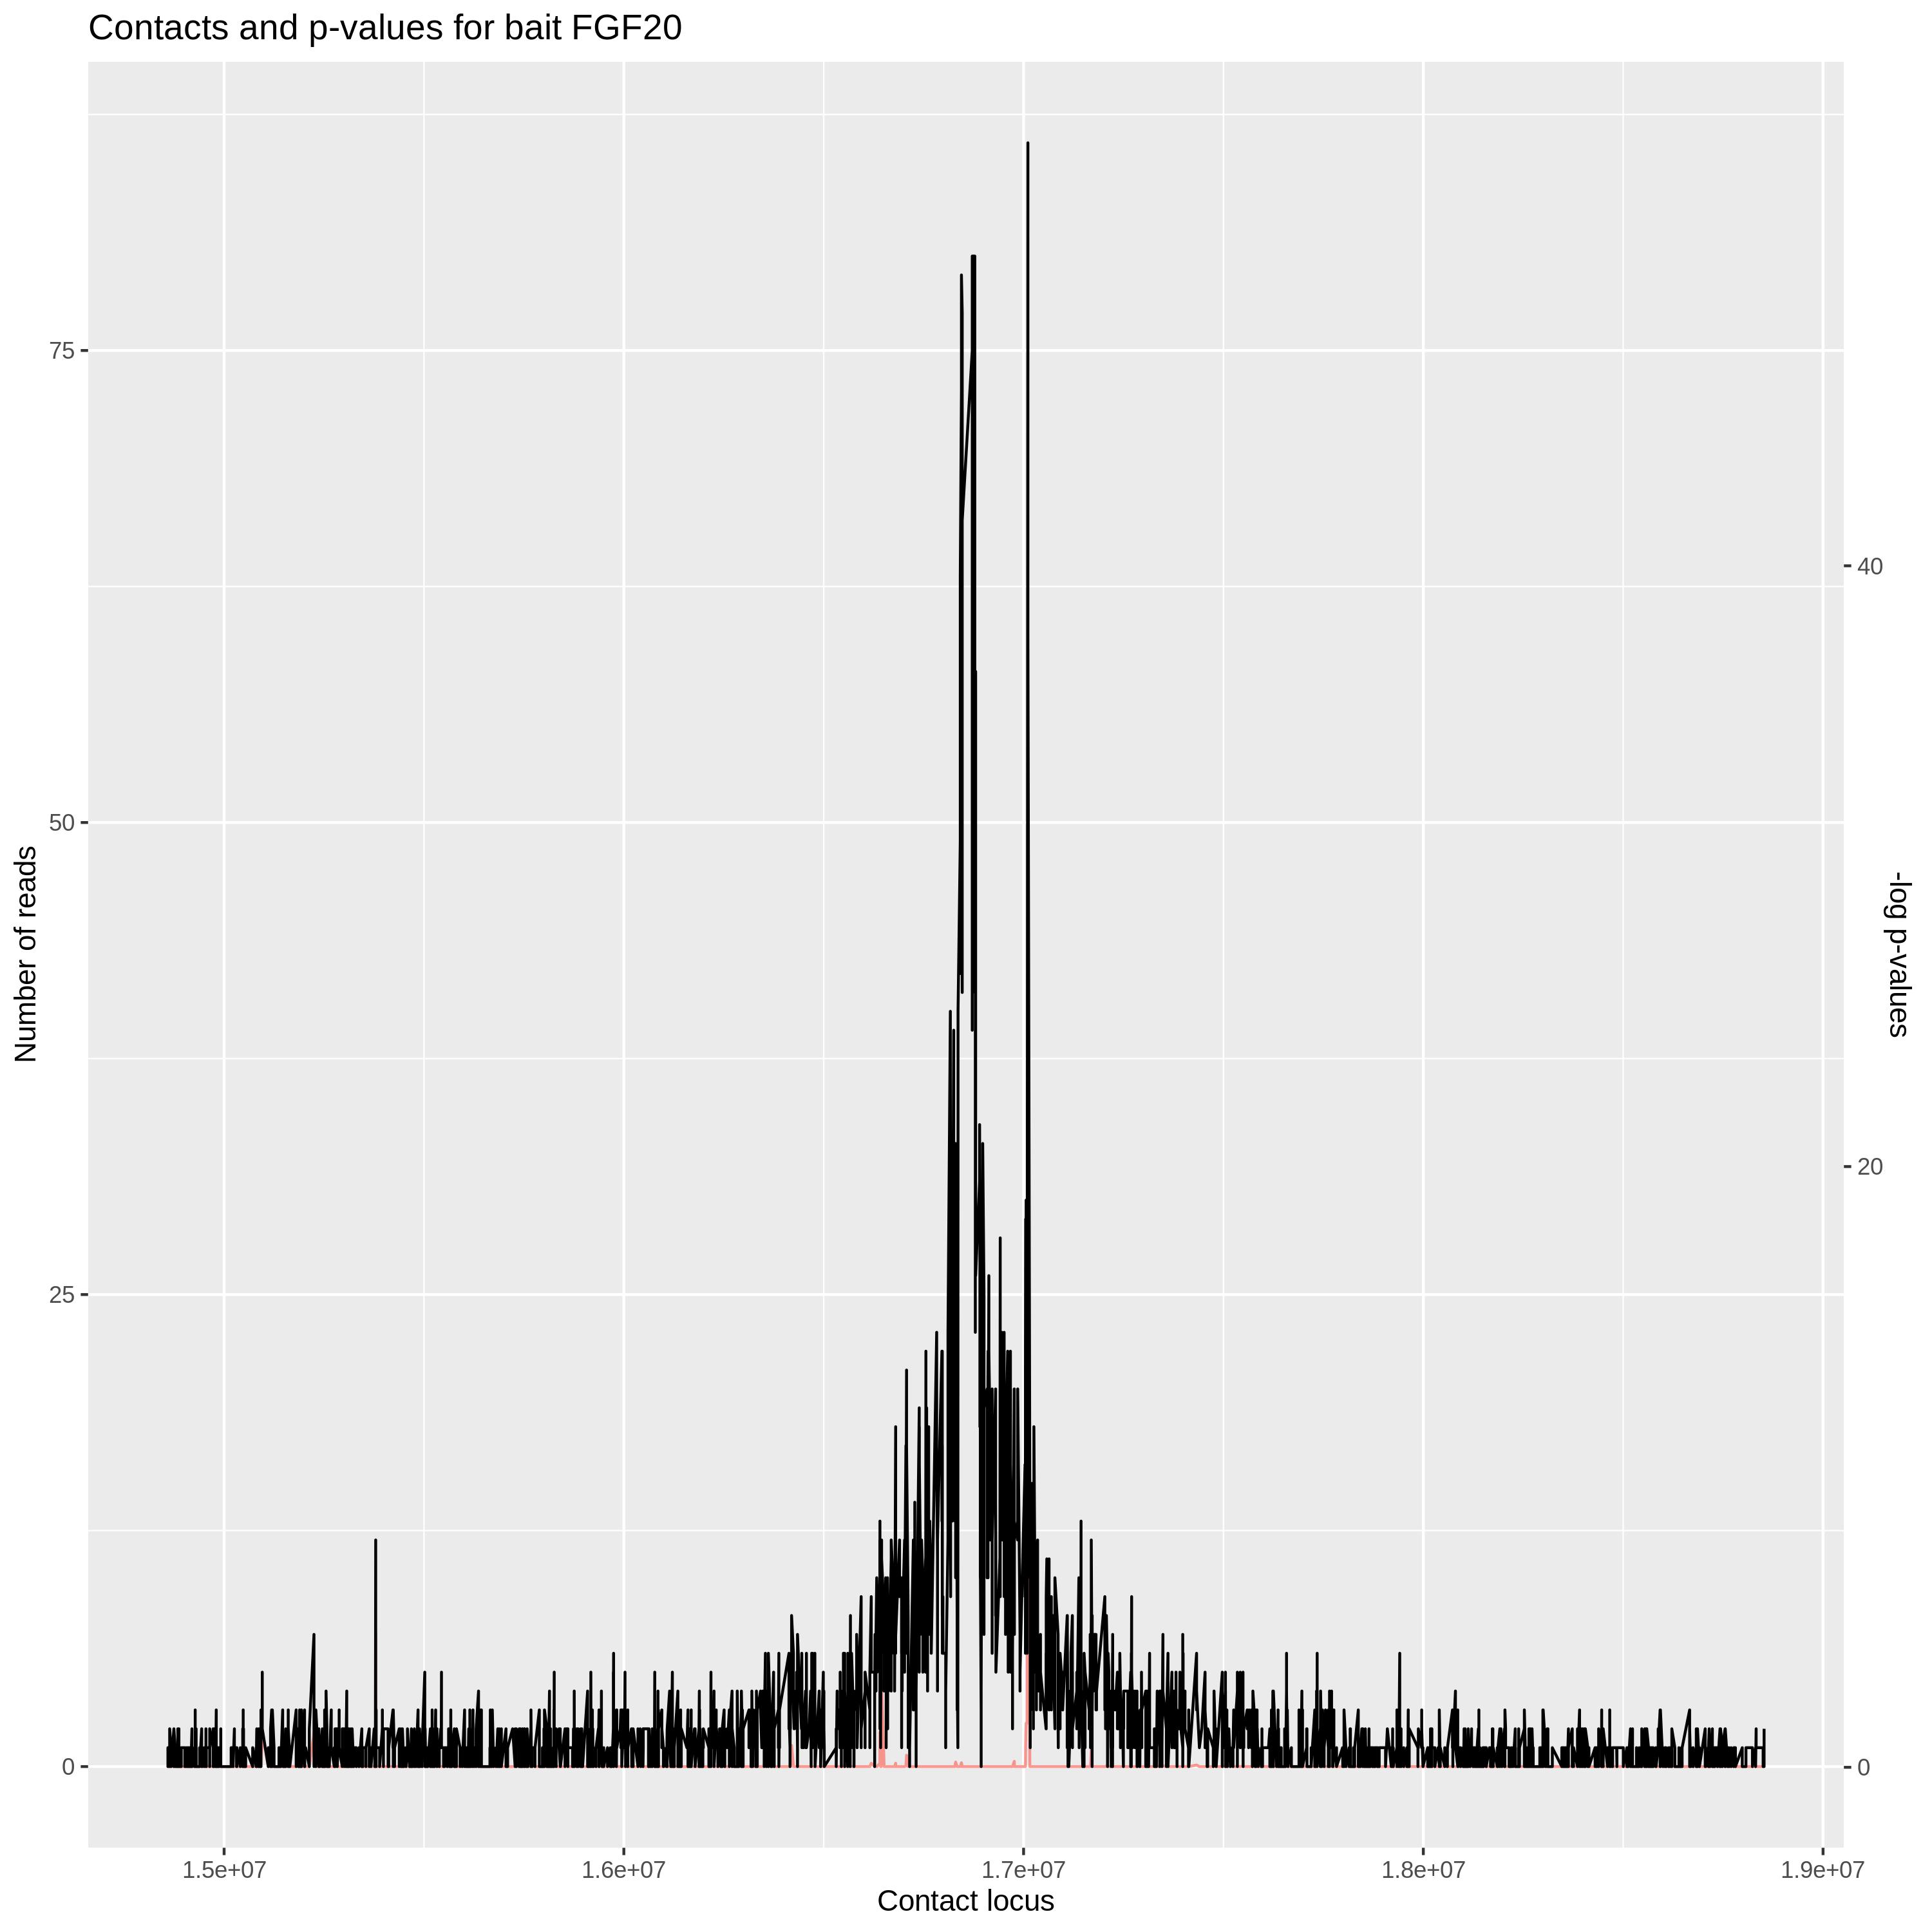 Contacts and p-values for bait FGF20
75
50
25
0
Number of reads
40
20
0
-log p-values
1.5e+07
1.6e+07
1.7e+07
1.8e+07
1.9e+07
Contact locus